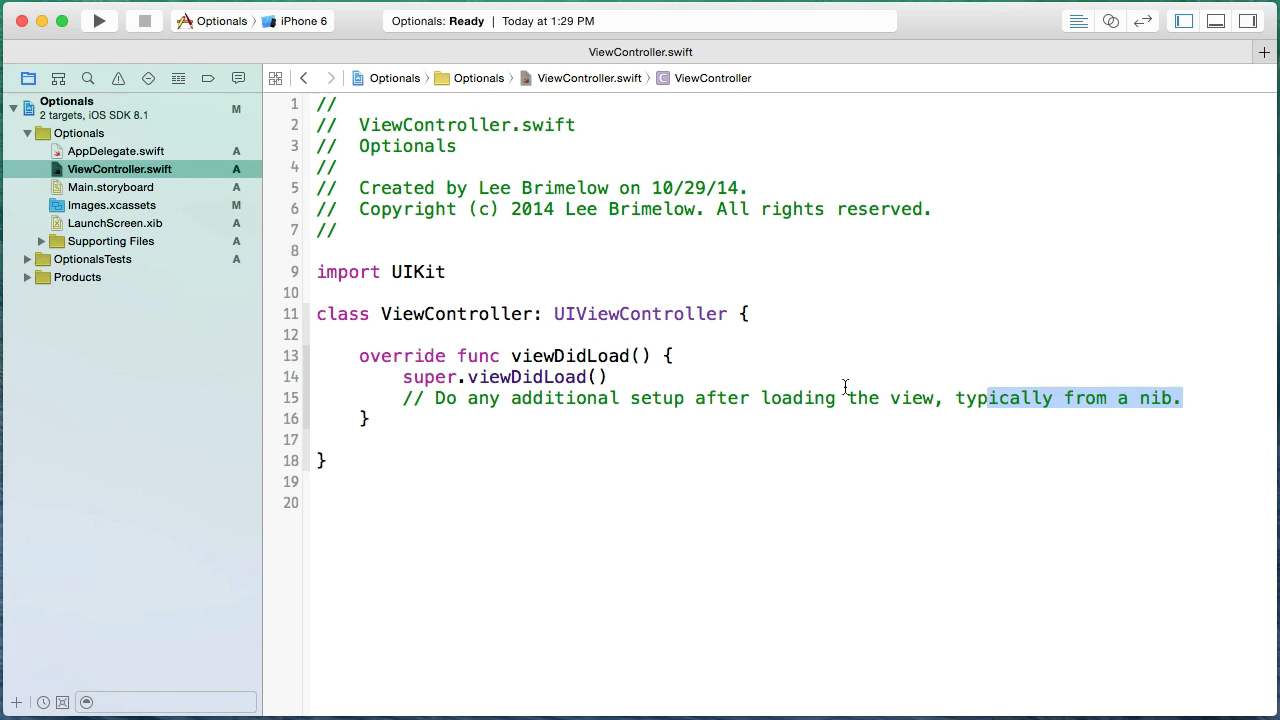 Optionals iPhone 6
Optionals: Ready | Today at 1:29 PM
ViewController.swift
Optionals Optionals ViewController.swift C ViewController
Optionals M
2 targets, iOS SDK 8.1
Optionals
AppDelegate.swift A
ViewController.swift A
Main.storyboard A
Images.xcassets M
LaunchScreen.xib A
Supporting Files A
OptionalsTests A
Products
1 //
2 // ViewController.swift
3 // Optionals
4 //
5 // Created by Lee Brimelow on 10/29/14.
6 // Copyright (c) 2014 Lee Brimelow. All rights reserved.
7 //
8
9 import UIKit
10
11 class ViewController: UIViewController {
12
13 override func viewDidLoad() {
14 super.viewDidLoad()
15 // Do any additional setup after loading the view, typically from a nib.
16 }
17
18 }
19
20